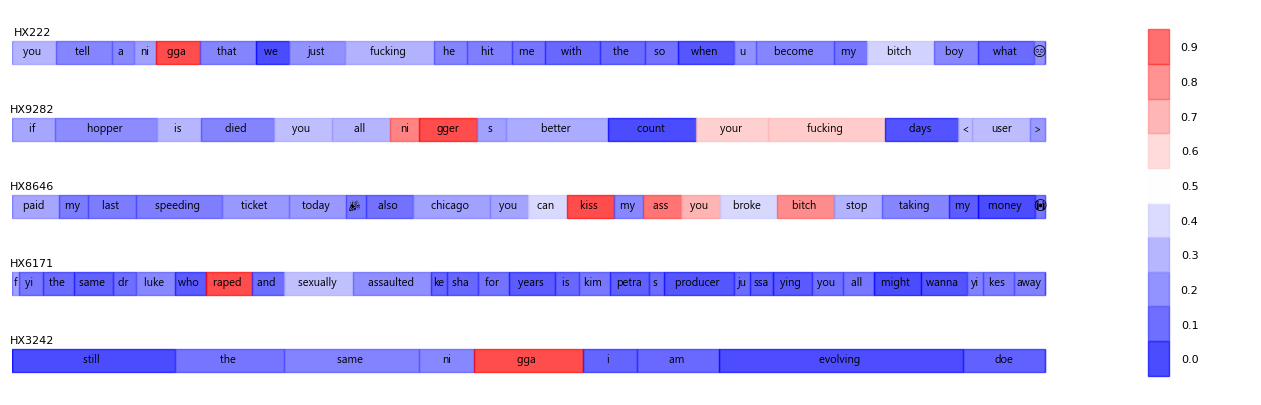 HX222
you tell a ni gga that we just fucking he hit me with the so when u become my bitch boy what 😔
HX9282
if hopper is died you all ni gger s better count your fucking days < user >
HX8646
paid my last speeding ticket today 🎉 also chicago you can kiss my ass you broke bitch stop taking my money
HX6171
f yi the same dr luke who raped and sexually assaulted ke sha for years is kim petra s producer ju ssa ying you all might wanna yi kes away
HX3242
still the same ni gga i am evolving doe
0.9
0.8
0.7
0.6
0.5
0.4
0.3
0.2
0.1
0.0